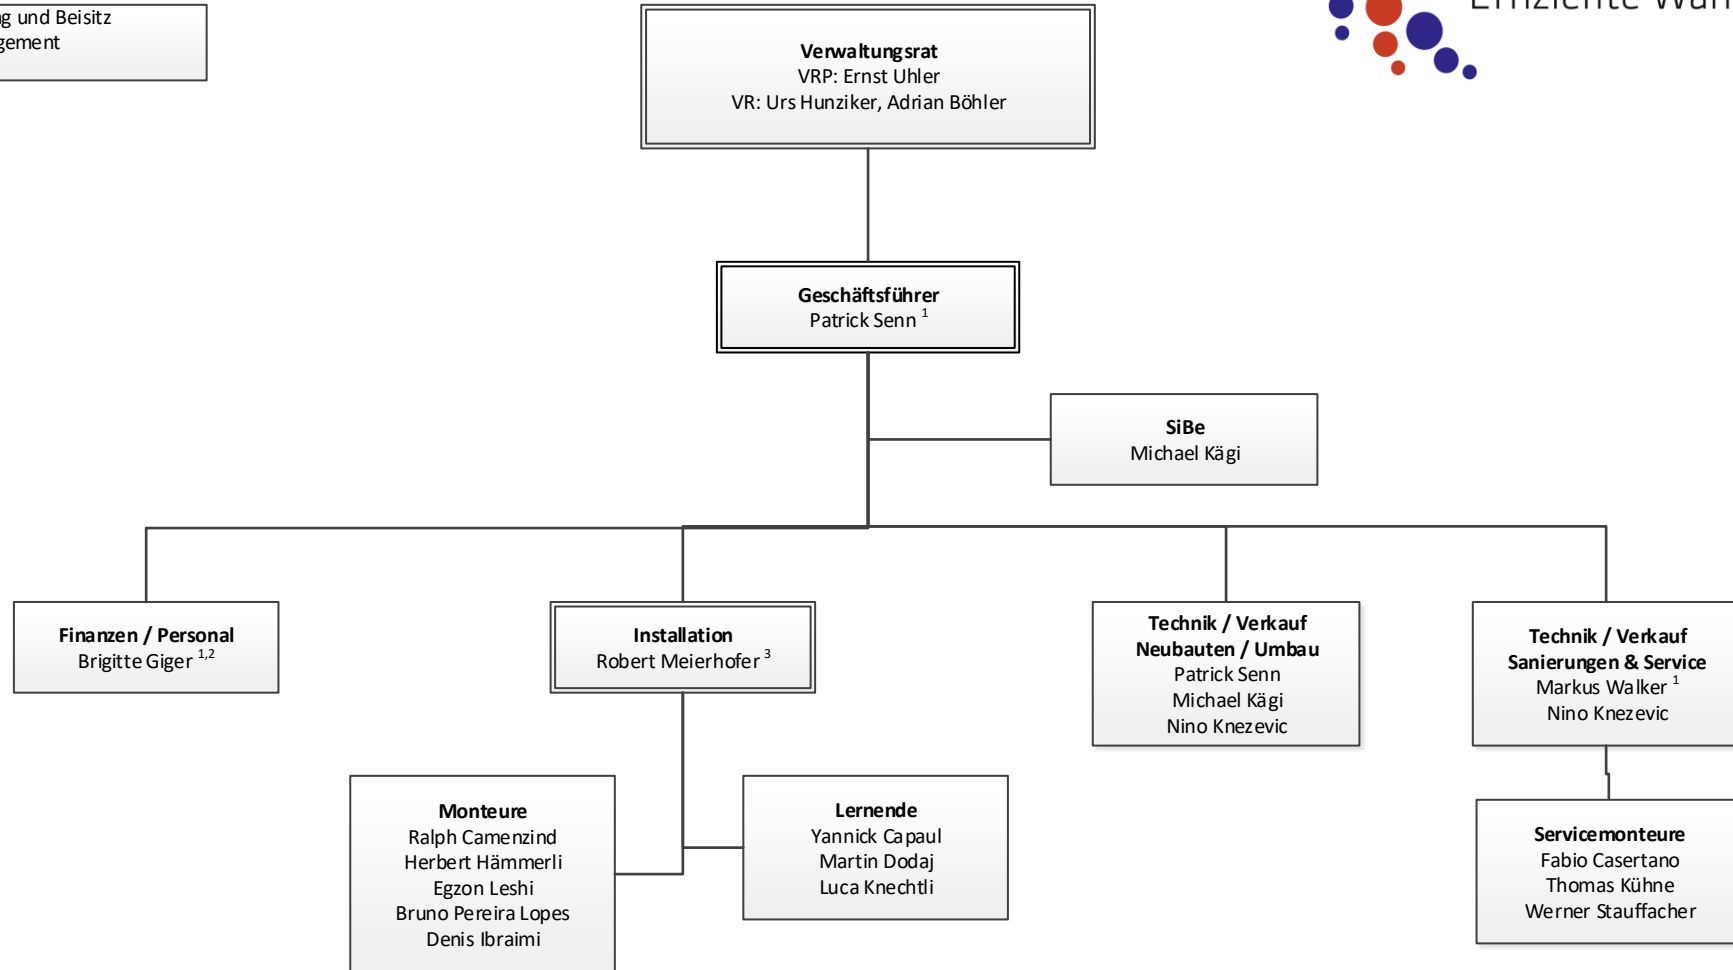 und Beisitz
Verwaltungsrat
VRP: Ernst Uhler
VR: Urs Hunziker, Adrian Böhler
Geschäftsführer
Patrick Senn 1
SiBe
Michael Kägi
Finanzen / Personal
Brigitte Giger 1,2
Installation
Robert Meierhofer 3
Technik / Verkauf
Neubauten / Umbau
Patrick Senn
Michael Kägi
Nino Knezevic
Technik / Verkauf
Sanierungen & Service
Markus Walker 1
Nino Knezevic
Monteure
Ralph Camenzind
Herbert Hämmerli
Egzon Leshi
Bruno Pereira Lopes
Denis Ibraimi
Lernende
Yannick Capaul
Martin Dodaj
Luca Knechtli
Servicemonteure
Fabio Casertano
Thomas Kühne
Werner Stauffacher